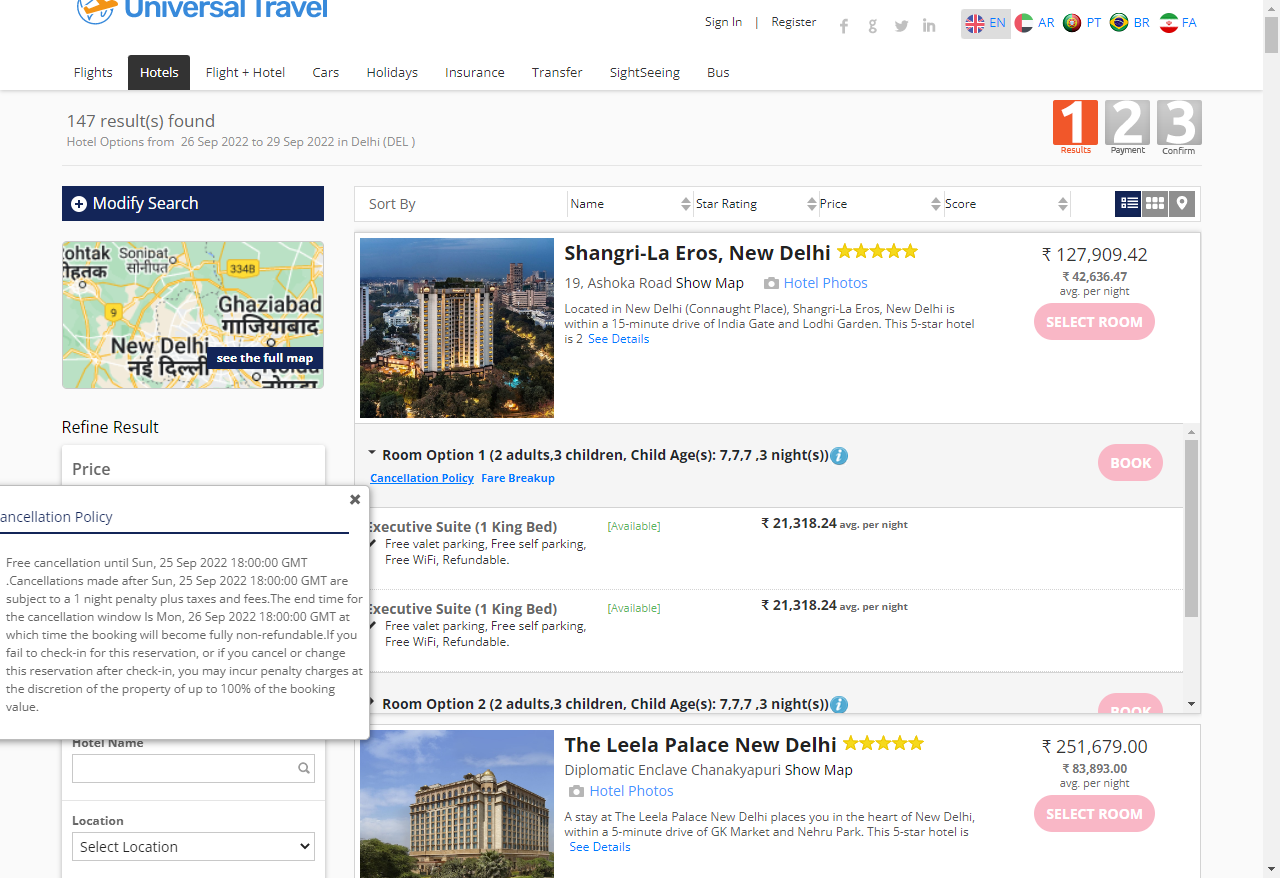 Universal Travel
Sign In | Register
EN AR PT BR FA
Flights Hotels Flight + Hotel Cars Holidays Insurance Transfer SightSeeing Bus
147 result(s) found
Hotel Options from 26 Sep 2022 to 29 Sep 2022 in Delhi (DEL )
1 2 3
Results Payment Confirm
Modify Search
Sort By Name Star Rating Price Score
ohtak Sonipat
ोहतक सोनीपत
334B
Ghaziabad
गाजियाबाद
9
New Delhi
नई दिल्ली
see the full map
नोएडा
Refine Result
Price
Shangri-La Eros, New Delhi
19, Ashoka Road Show Map Hotel Photos
Located in New Delhi (Connaught Place), Shangri-La Eros, New Delhi is
within a 15-minute drive of India Gate and Lodhi Garden. This 5-star hotel
is 2 See Details
₹ 127,909.42
₹ 42,636.47
avg. per night
SELECT ROOM
Room Option 1 (2 adults,3 children, Child Age(s): 7,7,7 ,3 night(s)) i
Cancellation Policy Fare Breakup
BOOK
Executive Suite (1 King Bed) [Available] ₹ 21,318.24 avg. per night
Free valet parking, Free self parking,
Free WiFi, Refundable.
Executive Suite (1 King Bed) [Available] ₹ 21,318.24 avg. per night
Free valet parking, Free self parking,
Free WiFi, Refundable.
Room Option 2 (2 adults,3 children, Child Age(s): 7,7,7 ,3 night(s)) i
BOOK
ancellation Policy
Free cancellation until Sun, 25 Sep 2022 18:00:00 GMT
.Cancellations made after Sun, 25 Sep 2022 18:00:00 GMT are
subject to a 1 night penalty plus taxes and fees.The end time for
the cancellation window Is Mon, 26 Sep 2022 18:00:00 GMT at
which time the booking will become fully non-refundable.If you
fail to check-in for this reservation, or if you cancel or change
this reservation after check-in, you may incur penalty charges at
the discretion of the property of up to 100% of the booking
value.
Hotel Name
Location
Select Location
The Leela Palace New Delhi
Diplomatic Enclave Chanakyapuri Show Map
Hotel Photos
A stay at The Leela Palace New Delhi places you in the heart of New Delhi,
within a 5-minute drive of GK Market and Nehru Park. This 5-star hotel is
See Details
₹ 251,679.00
₹ 83,893.00
avg. per night
SELECT ROOM